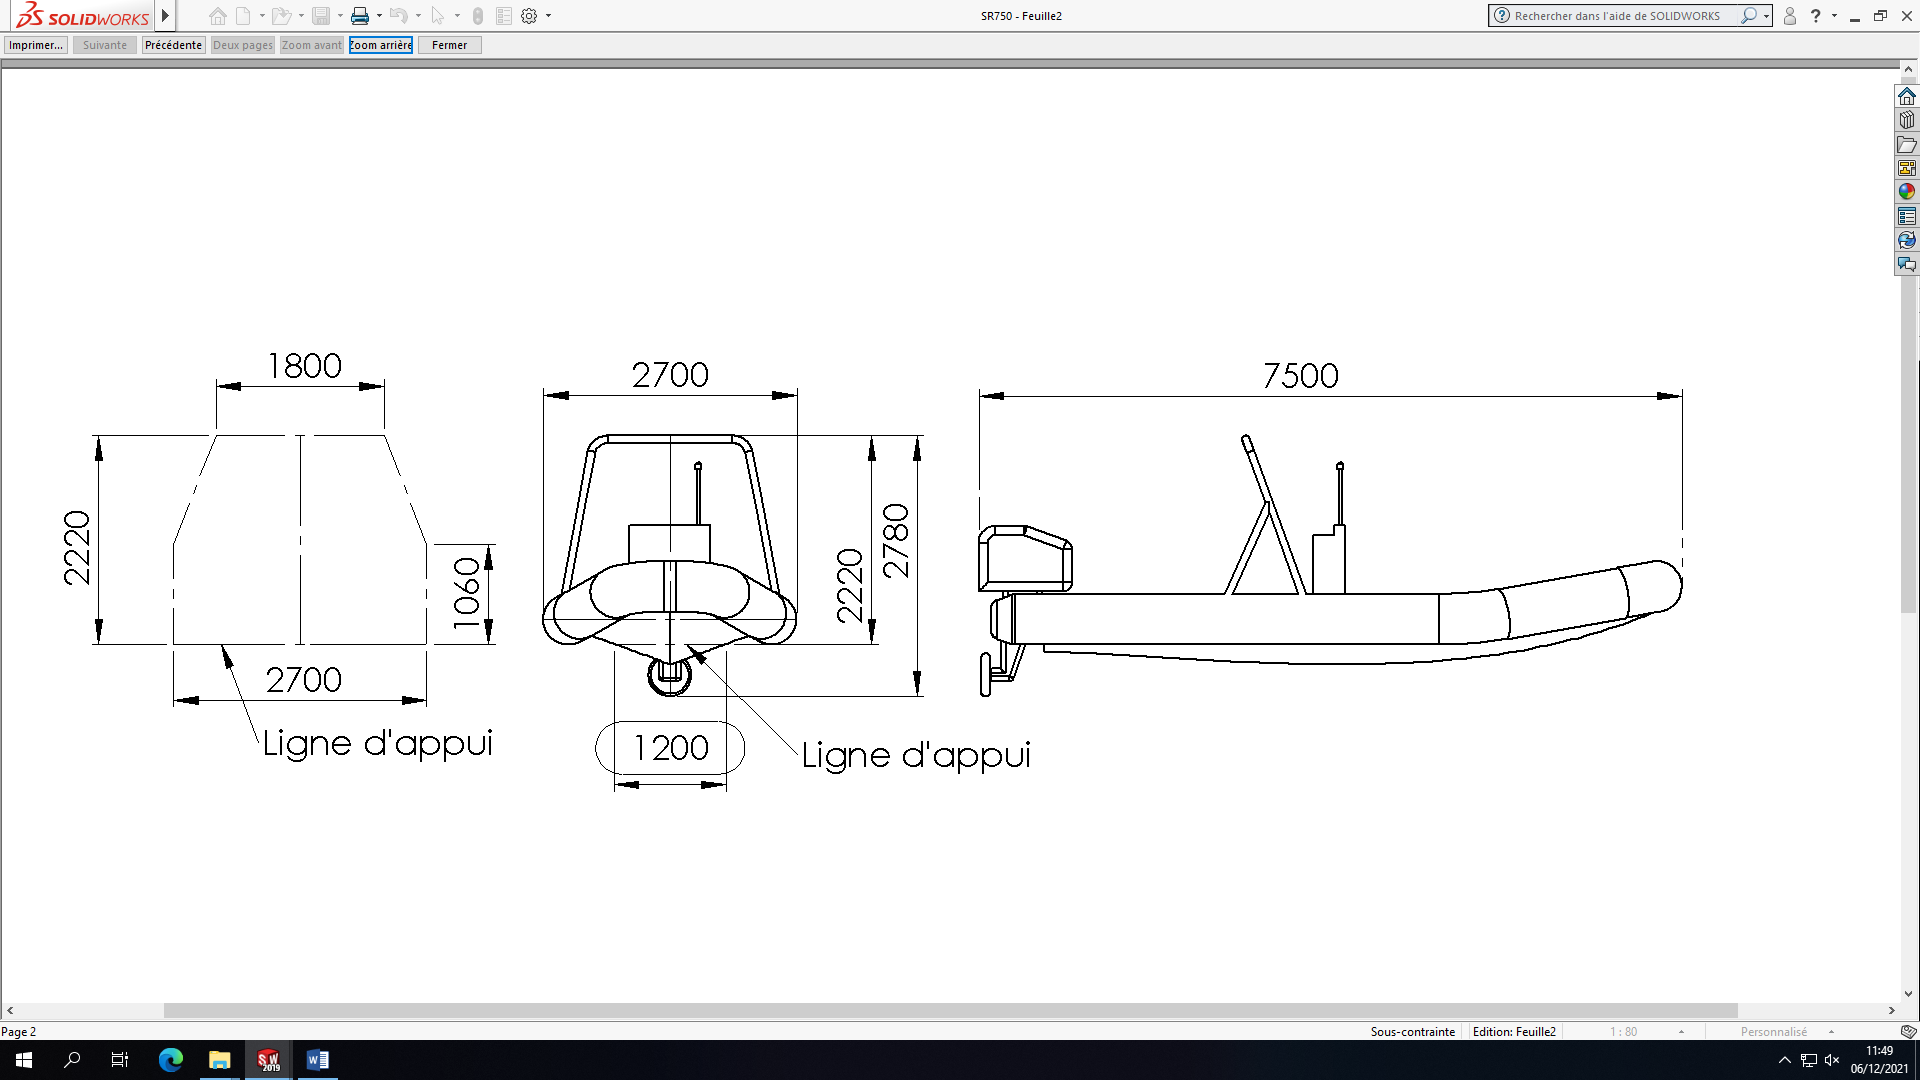 SOLIDWORKS
SR750 - Feuille2
Rechercher dans l'aide de SOLIDWORKS
Imprimer...
Suivante
Précédente
Deux pages
Zoom avant
Zoom arrière
Fermer
1800
2220
1060
2700
Ligne d'appui
2700
2220
2780
1200
Ligne d'appui
7500
Page 2
Sous-contrainte
Edition: Feuille2
1 : 80
Personnalisé
11:49
06/12/2021